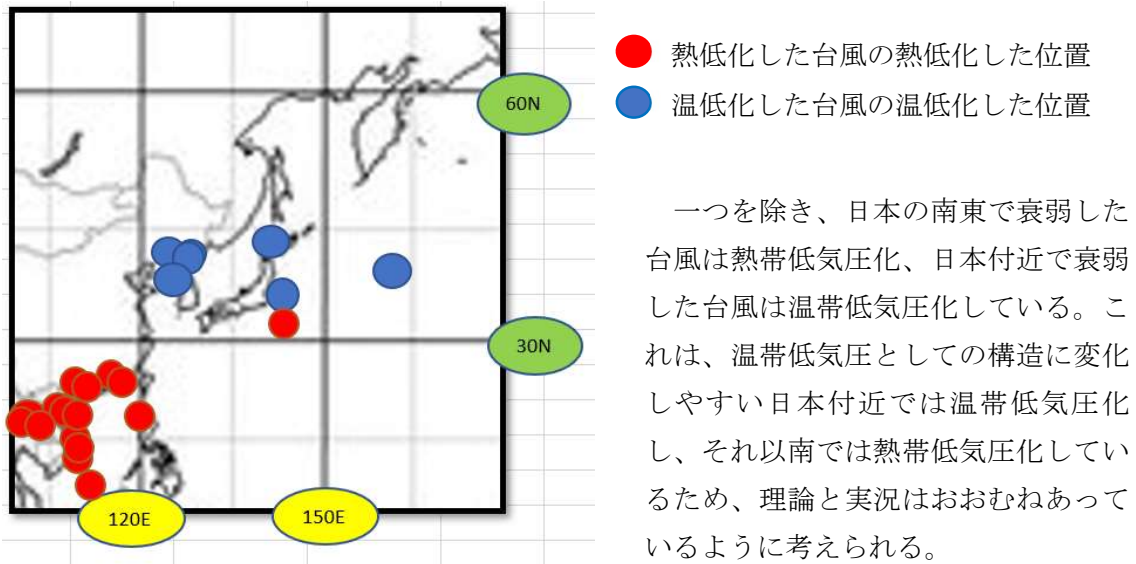 熱低化した台風の熱低化した位置
温低化した台風の温低化した位置
60N
一つを除き、日本の南東で衰弱した
台風は熱帯低気圧化、日本付近で衰弱
した台風は温帯低気圧化している。こ
れは、温帯低気圧としての構造に変化
しやすい日本付近では温帯低気圧化
し、それ以南では熱帯低気圧化してい
るため、理論と実況はおおむねあって
いるように考えられる。
30N
120E
150E